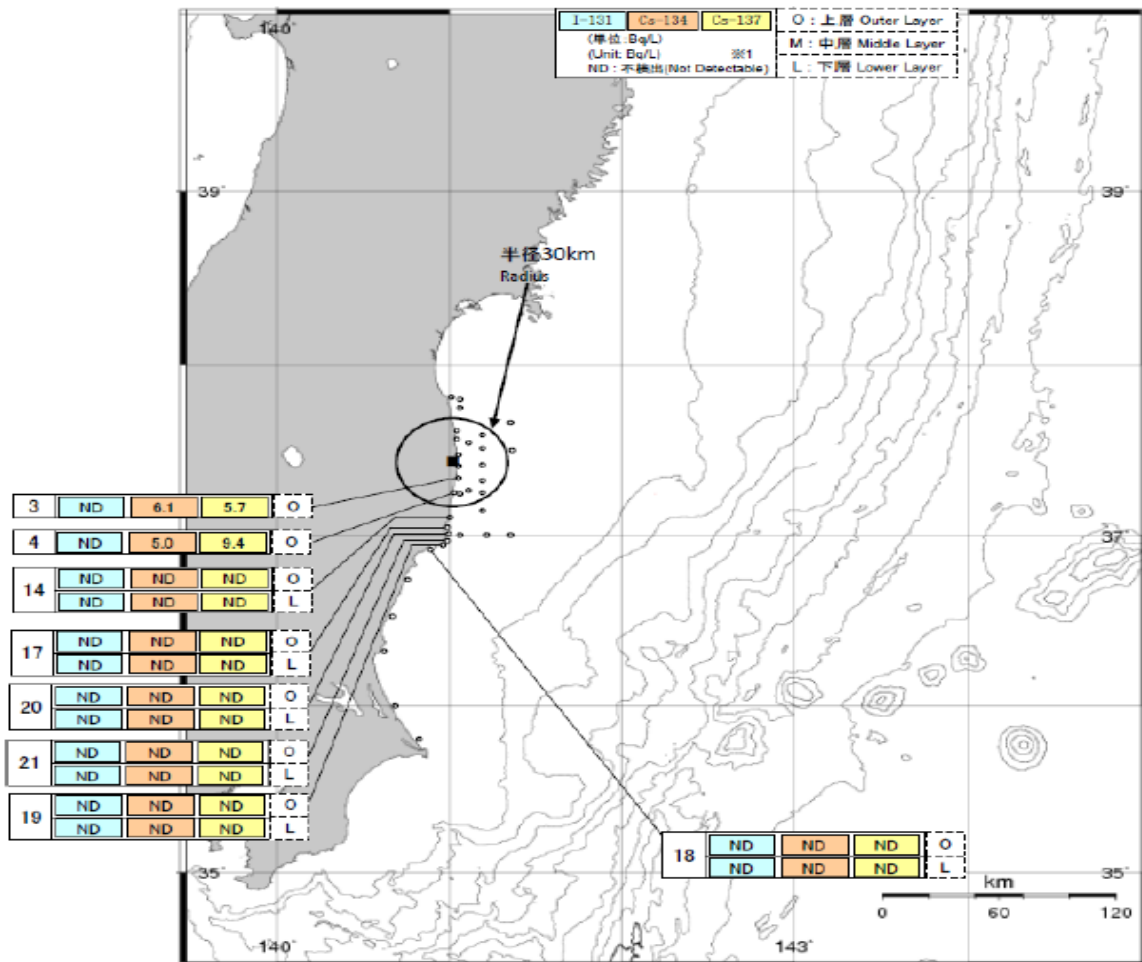 I-131 Cs-134 Cs-137
(単位:Bq/L)
(Unit: Bq/L) ※1
ND:不検出(Not Detectable)
O:上層 Outer Layer
M:中層 Middle Layer
L:下層 Lower Layer
140°
39° 39°
半径30km
Radius
37°
3 ND 6.1 5.7 O
4 ND 5.0 9.4 O
14 ND ND ND O
ND ND ND L
17 ND ND ND O
ND ND ND L
20 ND ND ND O
ND ND ND L
21 ND ND ND O
ND ND ND L
19 ND ND ND O
ND ND ND L
18 ND ND ND O
ND ND ND L
35° 35°
km
0 60 120
140° 143°